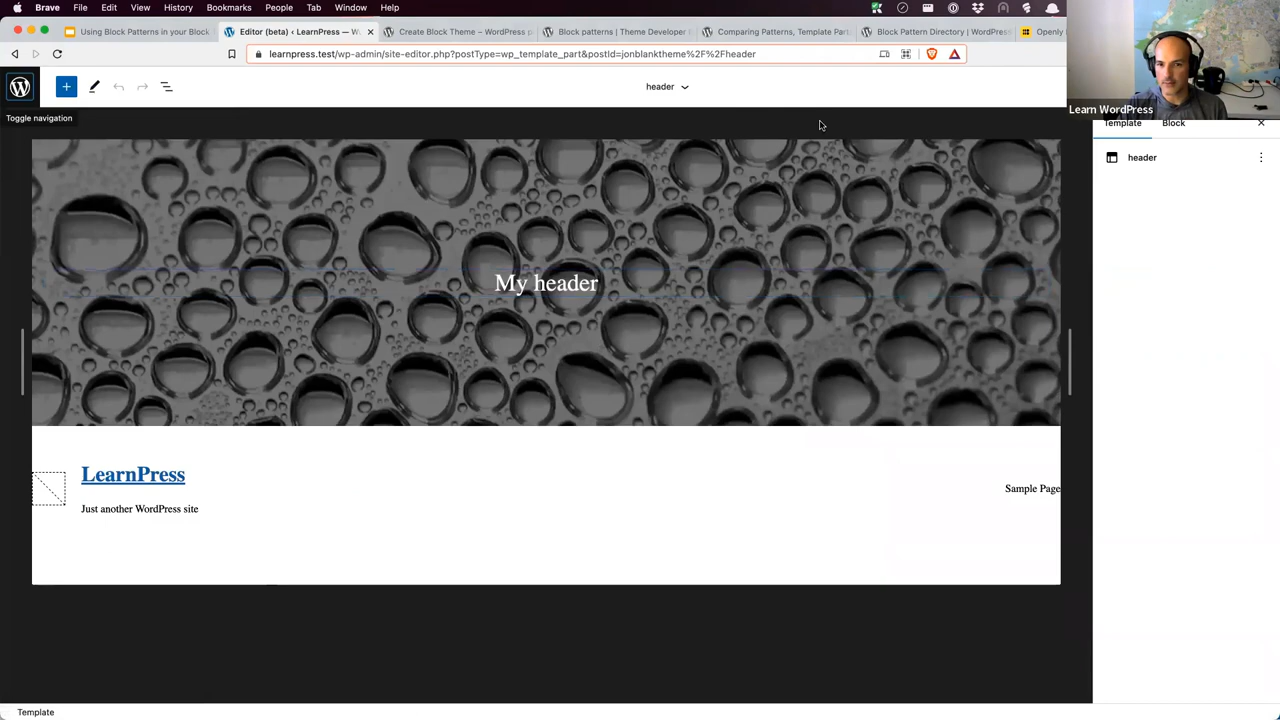 Brave File Edit View History Bookmarks People Tab Window Help
Using Block Patterns in your Block T
Editor (beta) ‹ LearnPress — Wo
Create Block Theme – WordPress p
Block patterns | Theme Developer H
Comparing Patterns, Template Part
Block Pattern Directory | WordPress
Openly
learnpress.test/wp-admin/site-editor.php?postType=wp_template_part&postId=jonblanktheme%2F%2Fheader
header
Learn WordPress
Toggle navigation
Template Block
header
My header
LearnPress
Sample Page
Just another WordPress site
Template